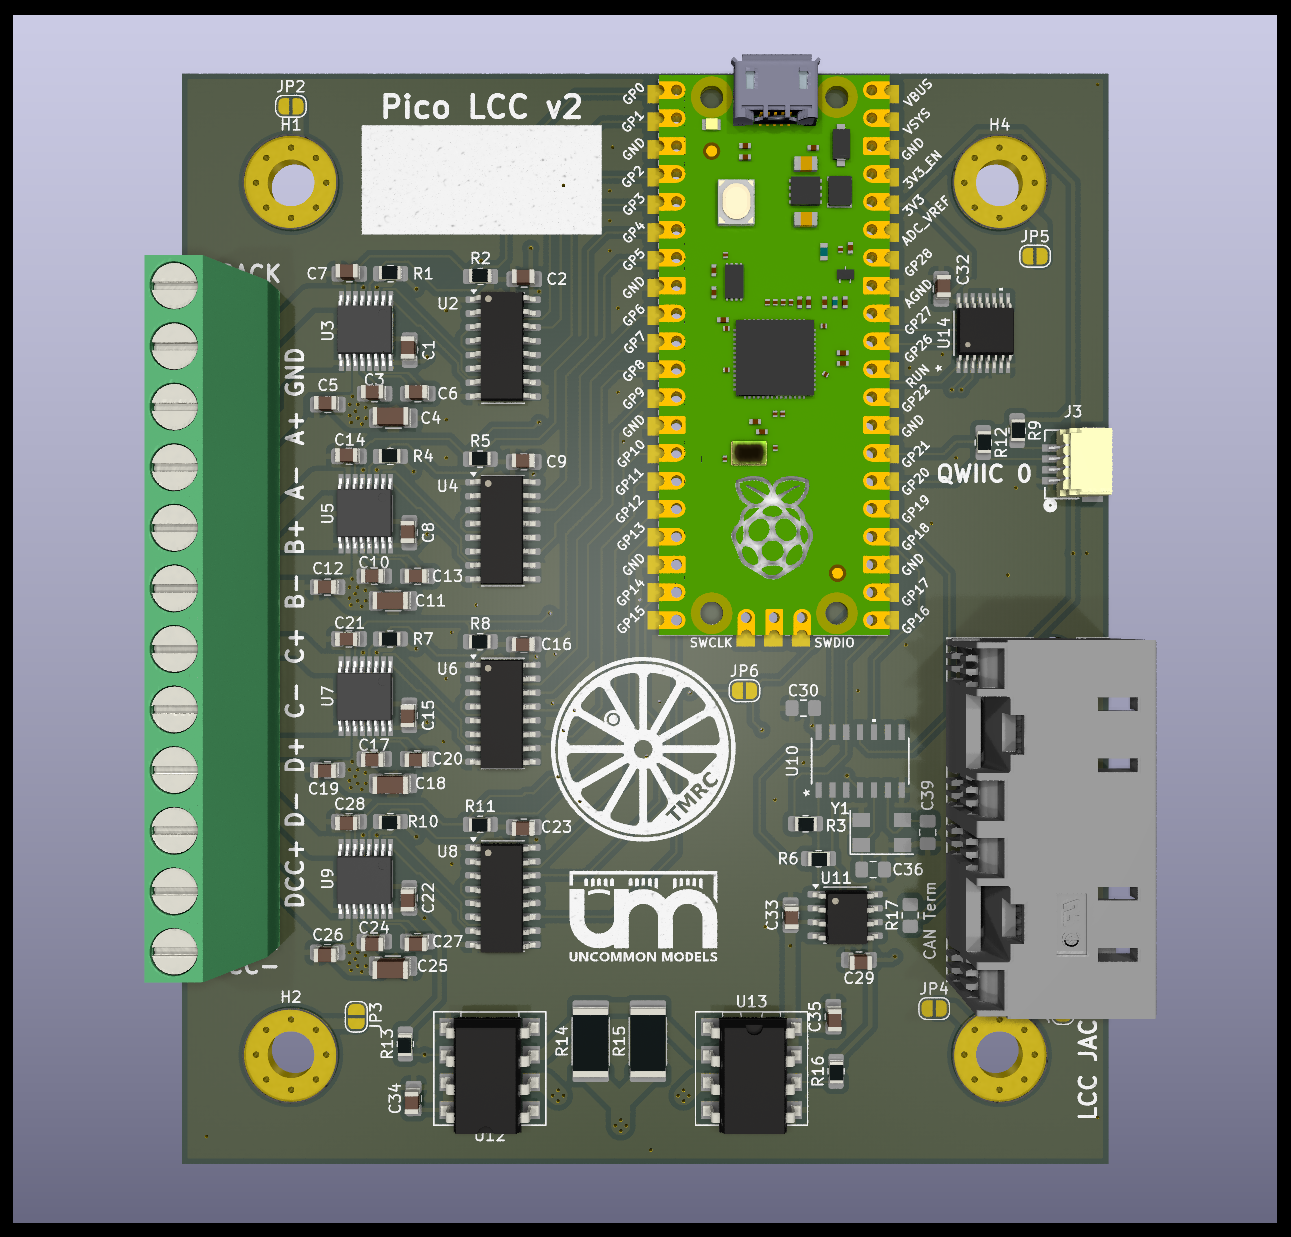 JP2
H1
Pico LCC v2
GP0
GP1
GND
GP2
GP3
GP4
GP5
GND
GP6
GP7
GP8
GP9
GND
GP10
GP11
GP12
GP13
GND
GP14
GP15
VBUS
VSYS
GND
3V3_EN
3V3
ADC_VREF
GP28
AGND
GP27
GP26
RUN
GP22
GND
GP21
GP20
GP19
GP18
GND
GP17
GP16
SWCLK
SWDIO
H4
JP5
C32
U14
*
J3
R9
R12
QWIIC 0
GND
A+
A-
B+
B-
C+
C-
D+
D-
DCC+
C7
R1
R2
C2
U2
U3
C1
C5
C3
C6
C4
C14
R4
R5
C9
U4
U5
C8
C12
C10
C13
C11
C21
R7
R8
C16
U6
U7
C15
C17
C20
C19
C18
C28
R10
R11
C23
U8
U9
C22
C24
C27
C26
C25
JP6
C30
U10
*
Y1
C39
R3
R6
C36
U11
C33
R17
CAN Term
C29
TMRC
um
UNCOMMON MODELS
H2
JP3
R13
C34
U12
R14
R15
U13
C35
R16
JP4